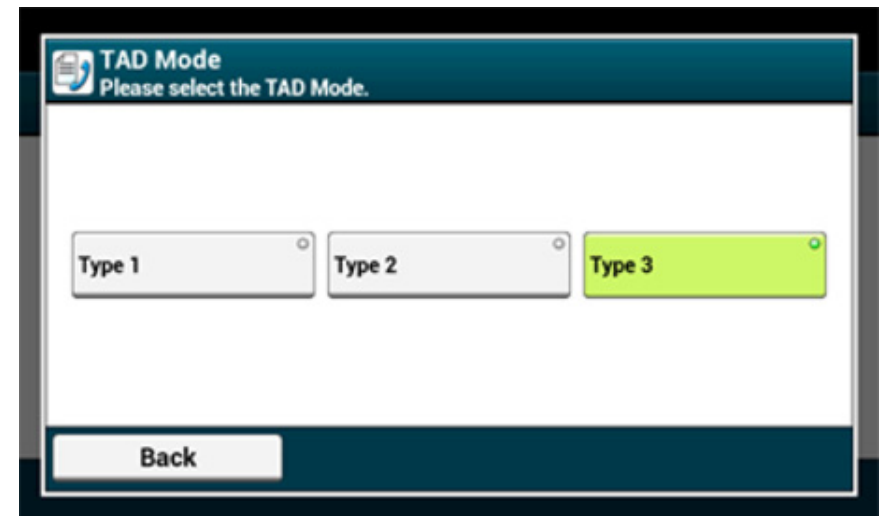 TAD Mode
Please select the TAD Mode.
Type 1
Type 2
Type 3
Back